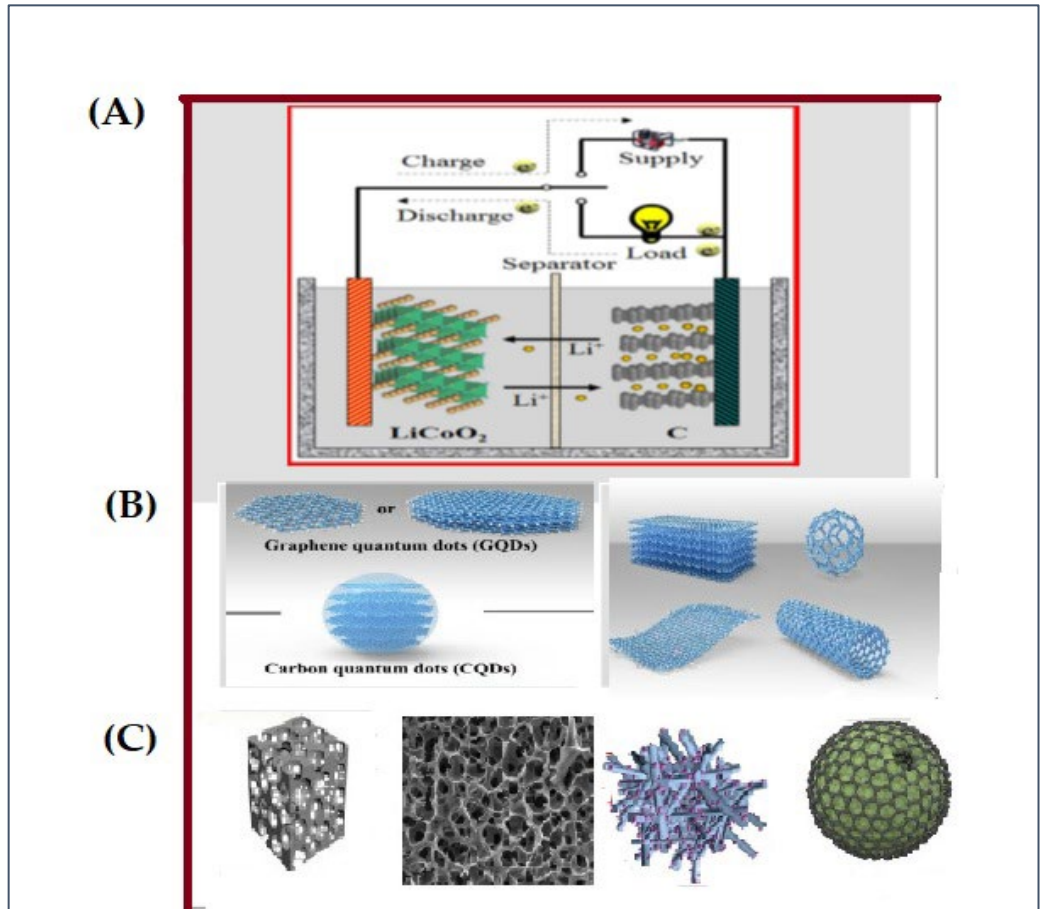 (A)
Charge e-
Supply
Discharge e-
Load e- e-
Separator
Li+
Li+
LiCoO2 C
(B)
or
Graphene quantum dots (GQDs)
Carbon quantum dots (CQDs)
(C)